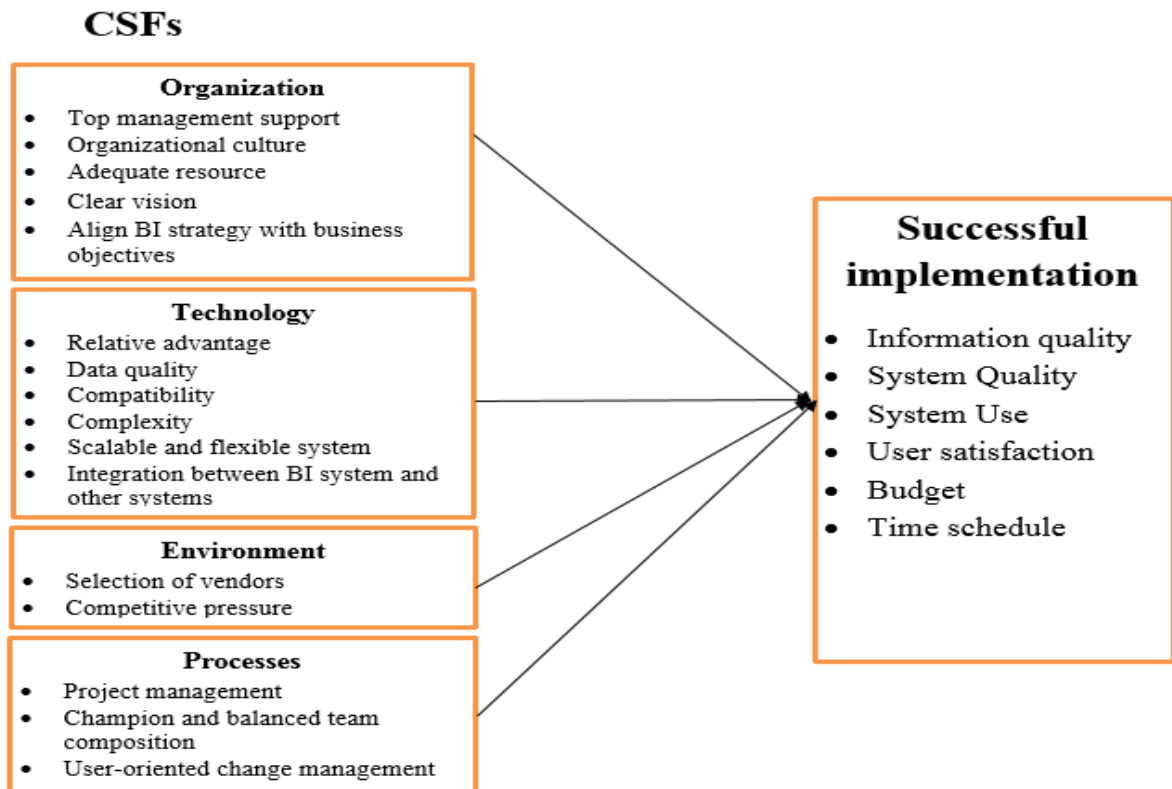 CSFs
Organization
• Top management support
• Organizational culture
• Adequate resource
• Clear vision
• Align BI strategy with business
objectives
Technology
• Relative advantage
• Data quality
• Compatibility
• Complexity
• Scalable and flexible system
• Integration between BI system and
other systems
Environment
• Selection of vendors
• Competitive pressure
Processes
• Project management
• Champion and balanced team
composition
• User-oriented change management
Successful
implementation
• Information quality
• System Quality
• System Use
• User satisfaction
• Budget
• Time schedule